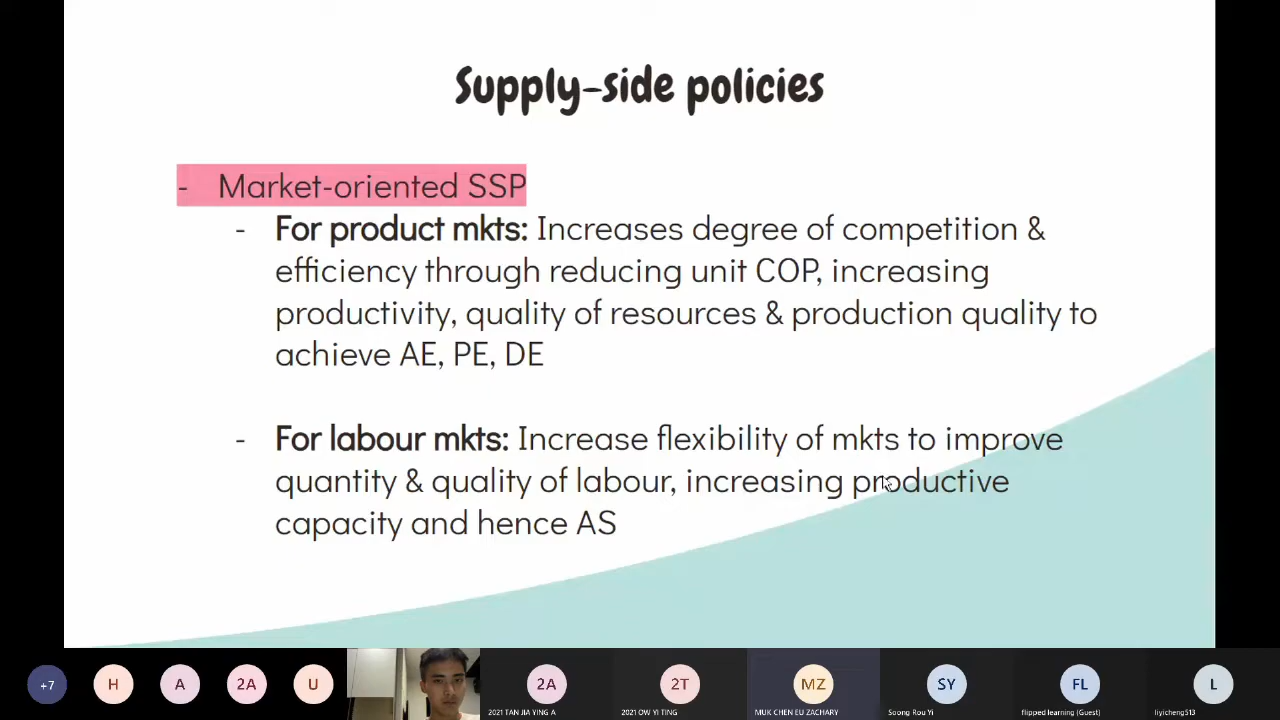 Supply-side policies
- Market-oriented SSP
- For product mkts: Increases degree of competition &
efficiency through reducing unit COP, increasing
productivity, quality of resources & production quality to
achieve AE, PE, DE
- For labour mkts: Increase flexibility of mkts to improve
quantity & quality of labour, increasing productive
capacity and hence AS
+7
H
A
2A
U
2A
2T
MZ
SY
FL
L
2021 TAN JIA YING A
2021 OW YI TING
MUK CHEN EU ZACHARY
Soong Rou Yi
flipped learning (Guest)
liyicheng513